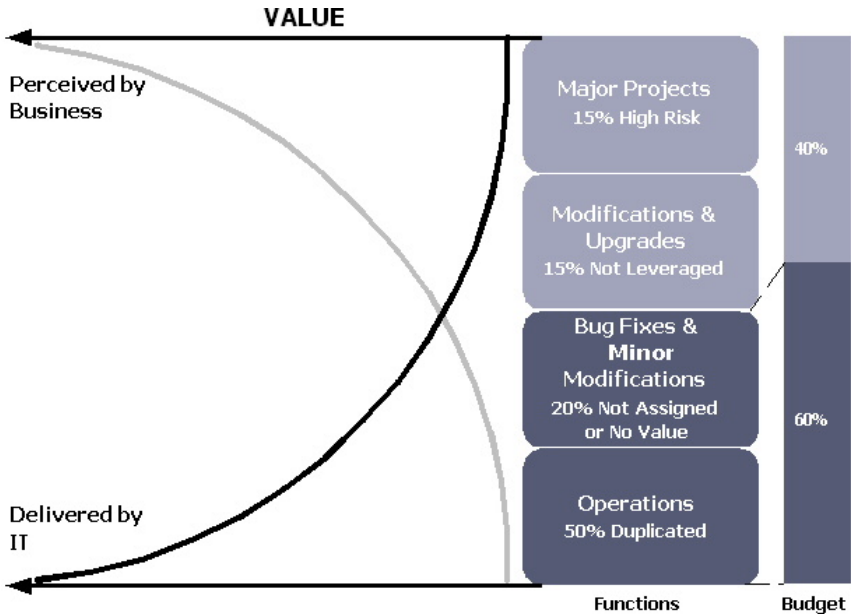 VALUE
Perceived by
Business
Major Projects
15% High Risk
40%
Modifications &
Upgrades
15% Not Leveraged
Bug Fixes &
Minor
Modifications
20% Not Assigned
or No Value
60%
Delivered by
IT
Operations
50% Duplicated
Functions
Budget